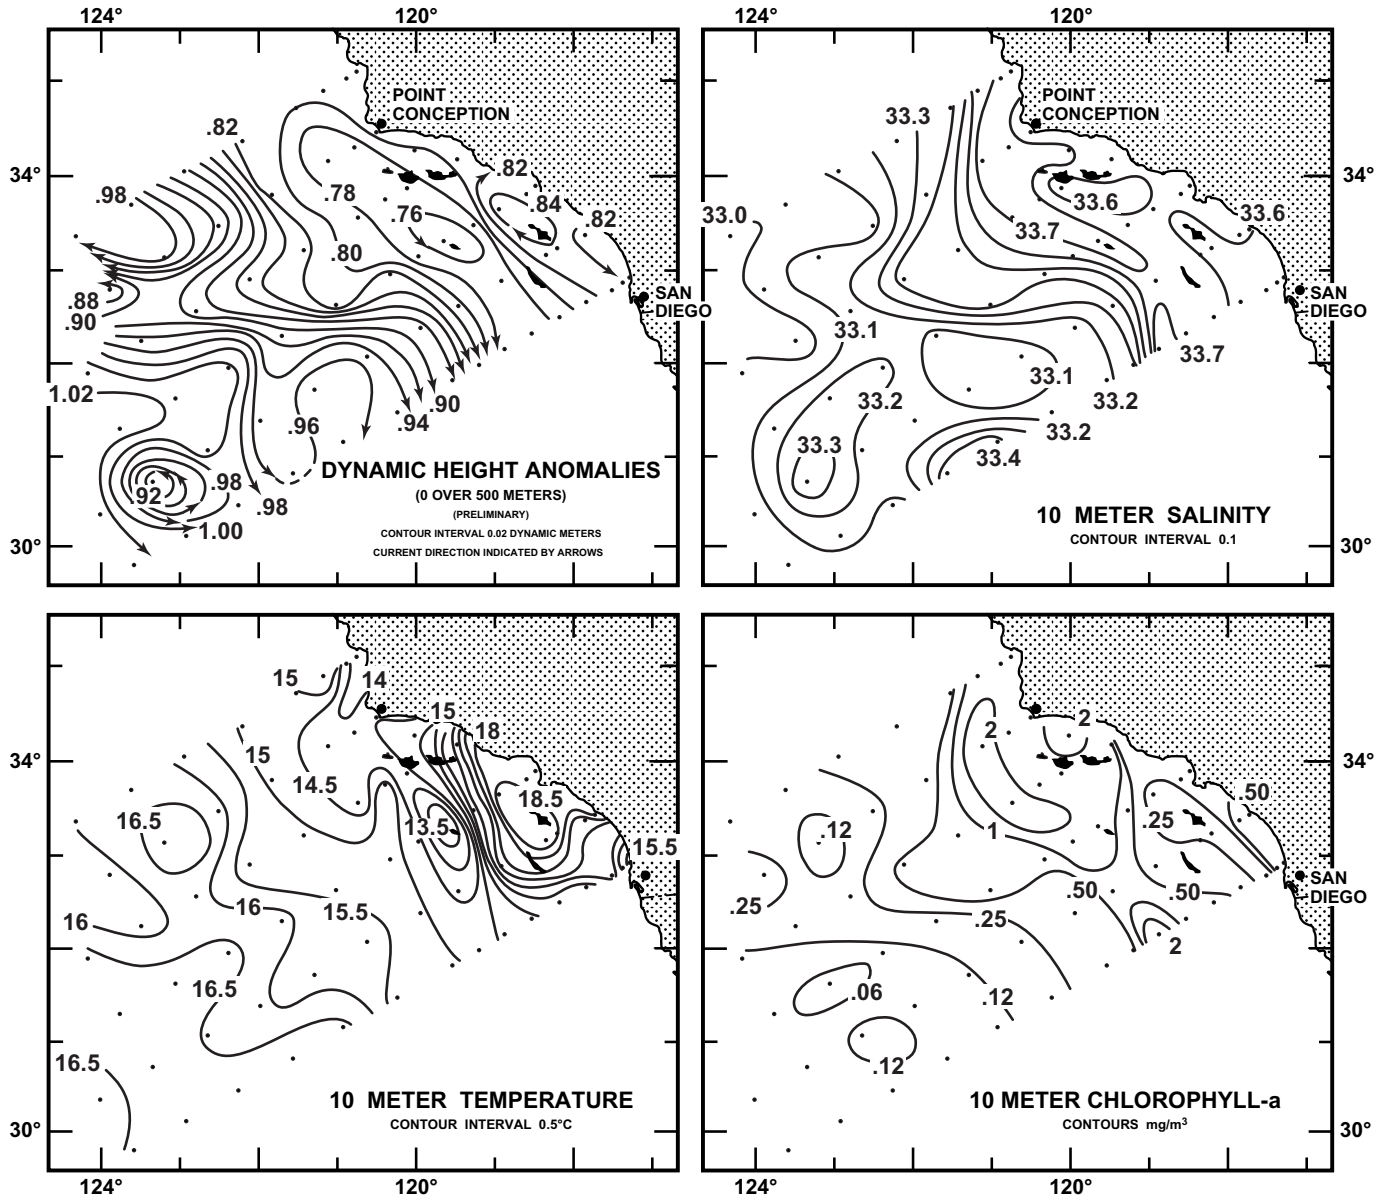 124° 120° 124° 120°
POINT
CONCEPTION
.82
34°
.98
.78
.76
.82
.84
.82
.80
.88
.90
SAN
DIEGO
1.02
.96
.90
.94
.92
.98
.98
1.00
DYNAMIC HEIGHT ANOMALIES
(0 OVER 500 METERS)
(PRELIMINARY)
CONTOUR INTERVAL 0.02 DYNAMIC METERS
CURRENT DIRECTION INDICATED BY ARROWS
30°
POINT
CONCEPTION
33.3
34°
33.0
33.6
33.6
33.7
SAN
DIEGO
33.1
33.7
33.1
33.2
33.2
33.2
33.3
33.4
10 METER SALINITY
CONTOUR INTERVAL 0.1
30°
15
14
15
18
15
34°
14.5
16.5
13.5
18.5
15.5
16
16
15.5
16.5
16.5
10 METER TEMPERATURE
CONTOUR INTERVAL 0.5°C
30°
2
2
34°
.50
.12
.25
1
SAN
DIEGO
.25
.50
.50
.25
2
.06
.12
.12
10 METER CHLOROPHYLL-a
CONTOURS mg/m³
30°
124° 120° 124° 120°